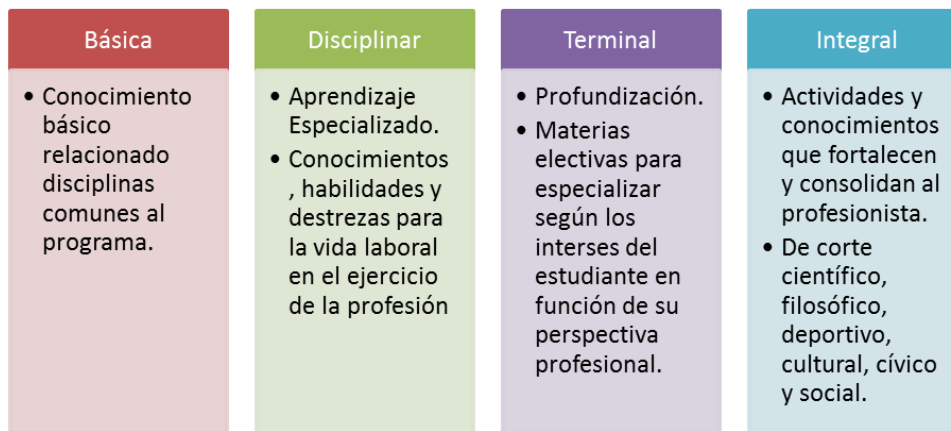 Básica
• Conocimiento
básico
relacionado
disciplinas
comunes al
programa.
Disciplinar
• Aprendizaje
Especializado.
• Conocimientos
, habilidades y
destrezas para
la vida laboral
en el ejercicio
de la profesión
Terminal
• Profundización.
• Materias
electivas para
especializar
según los
interses del
estudiante en
función de su
perspectiva
profesional.
Integral
• Actividades y
conocimientos
que fortalecen
y consolidan al
profesionista.
• De corte
científico,
filosófico,
deportivo,
cultural, cívico
y social.